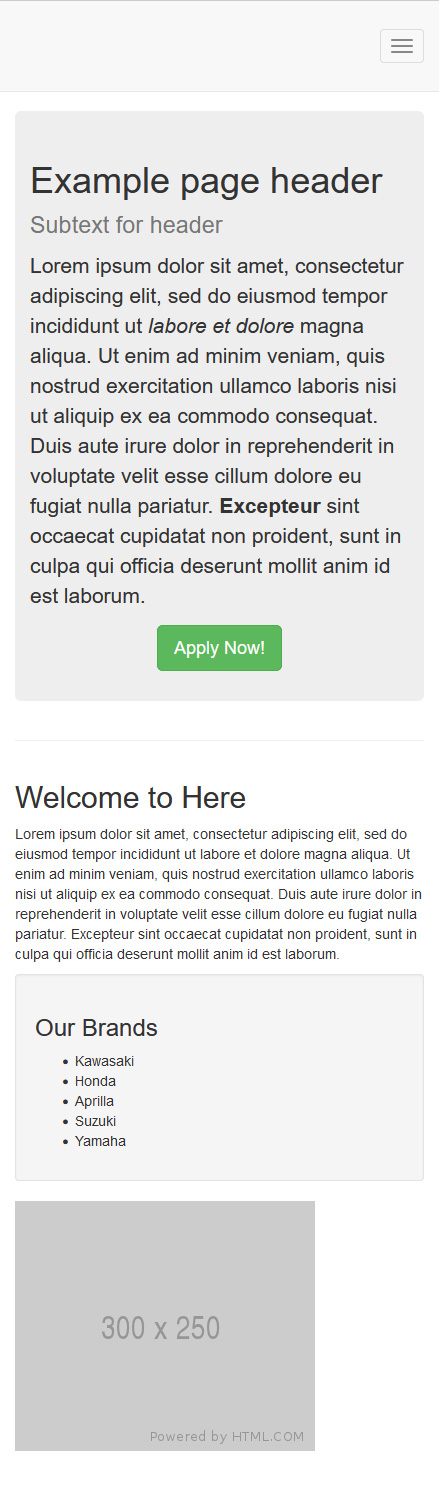 Example page header
Subtext for header
Lorem ipsum dolor sit amet, consectetur
adipiscing elit, sed do eiusmod tempor
incididunt ut labore et dolore magna
aliqua. Ut enim ad minim veniam, quis
nostrud exercitation ullamco laboris nisi
ut aliquip ex ea commodo consequat.
Duis aute irure dolor in reprehenderit in
voluptate velit esse cillum dolore eu
fugiat nulla pariatur. Excepteur sint
occaecat cupidatat non proident, sunt in
culpa qui officia deserunt mollit anim id
est laborum.
Apply Now!
Welcome to Here
Lorem ipsum dolor sit amet, consectetur adipiscing elit, sed do
eiusmod tempor incididunt ut labore et dolore magna aliqua. Ut
enim ad minim veniam, quis nostrud exercitation ullamco laboris
nisi ut aliquip ex ea commodo consequat. Duis aute irure dolor in
reprehenderit in voluptate velit esse cillum dolore eu fugiat nulla
pariatur. Excepteur sint occaecat cupidatat non proident, sunt in
culpa qui officia deserunt mollit anim id est laborum.
Our Brands
• Kawasaki
• Honda
• Aprilla
• Suzuki
• Yamaha
300 x 250
Powered by HTML.COM